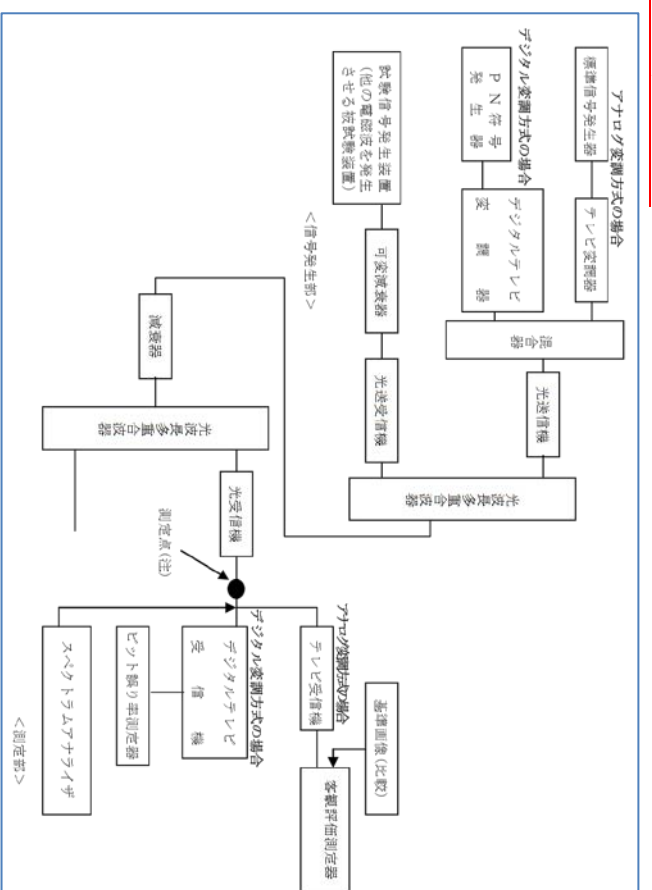 アナログ変調方式の場合
標準信号発生器
テレビ変調器
デジタル変調方式の場合
ＰＮ符号
発生器
デジタルテレビ
変調器
混合
器
光送信機
試験信号発生装置
(他の電磁波を発生
させる被試験装置)
可変減衰器
光送受信機
光波長多重合波器
＜信号発生部＞
減衰器
光波長多重合波器
光受信機
測定点(注)
アナログ変調方式の場合
テレビ受信機
基準画像(比較)
客観評価測定器
デジタル変調方式の場合
デジタルテレビ
受信機
ビット誤り率測定器
スペクトラムアナライザ
＜測定部＞